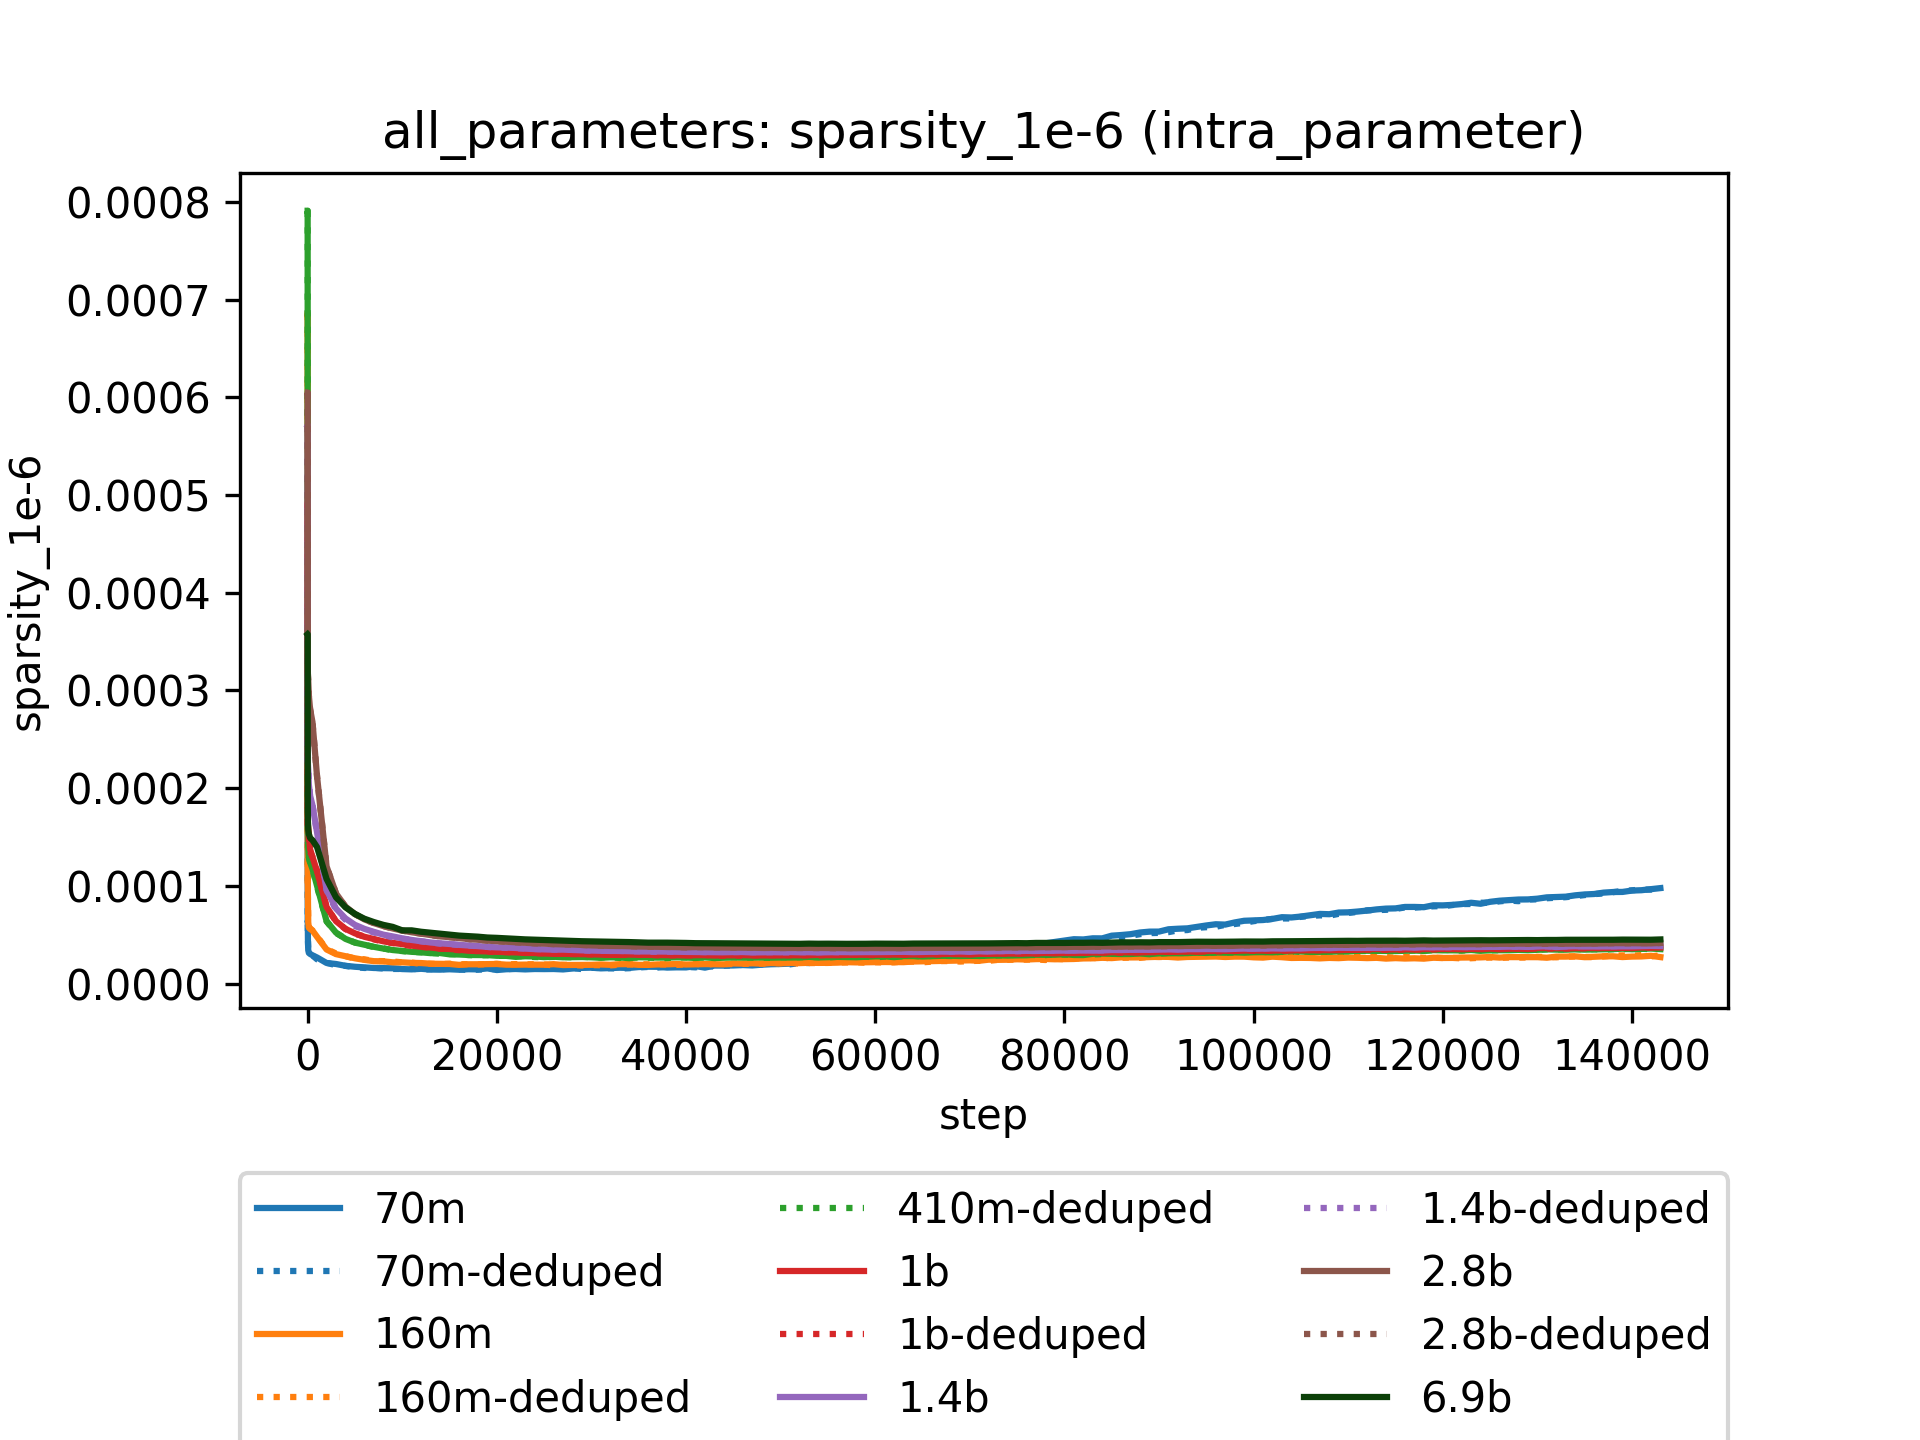 all_parameters: sparsity_1e-6 (intra_parameter)
0.0008
0.0007
0.0006
0.0005
0.0004
0.0003
0.0002
0.0001
0.0000
sparsity_1e-6
0 20000 40000 60000 80000 100000 120000 140000
step
70m 410m-deduped 1.4b-deduped
70m-deduped 1b 2.8b
160m 1b-deduped 2.8b-deduped
160m-deduped 1.4b 6.9b